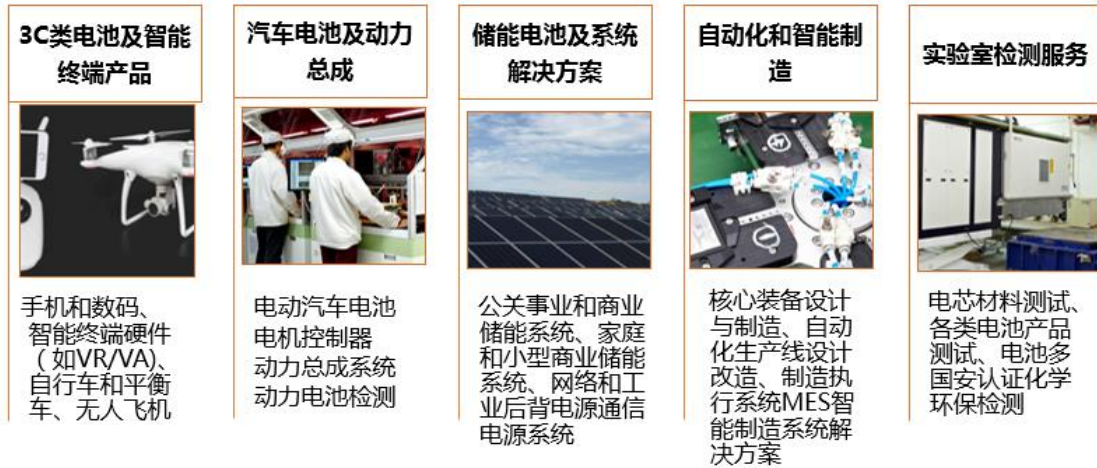 3C类电池及智能
终端产品
手机和数码、
智能终端硬件
（如VR/VA)、
自行车和平衡
车、无人飞机
汽车电池及动力
总成
电动汽车电池
电机控制器
动力总成系统
动力电池检测
储能电池及系统
解决方案
公关事业和商业
储能系统、家庭
和小型商业储能
系统、网络和工
业后背电源通信
电源系统
自动化和智能制
造
核心装备设计
与制造、自动
化生产线设计
改造、制造执
行系统MES智
能制造系统解
决方案
实验室检测服务
电芯材料测试、
各类电池产品
测试、电池多
国安认证化学
环保检测